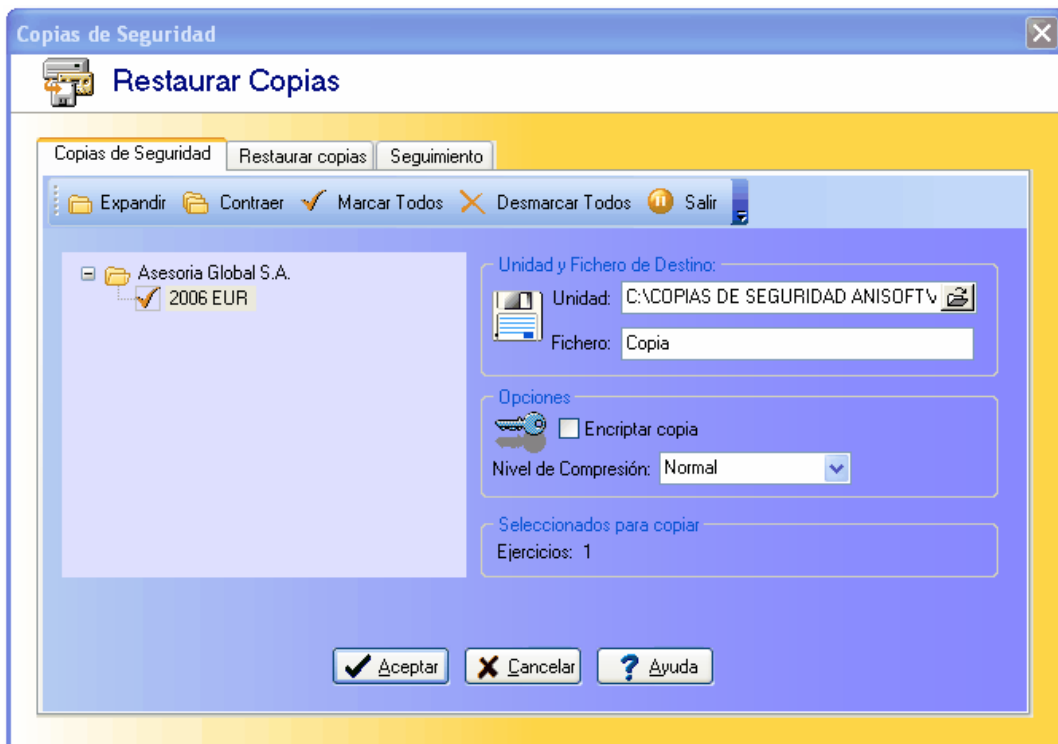 Copias de Seguridad
Restaurar Copias
Copias de Seguridad Restaurar copias Seguimiento
Expandir Contraer Marcar Todos Desmarcar Todos Salir
Asesoria Global S.A.
2006 EUR
Unidad y Fichero de Destino:
Unidad: C:\COPIAS DE SEGURIDAD ANISOFT\
Fichero: Copia
Opciones
Encriptar copia
Nivel de Compresión: Normal
Seleccionados para copiar
Ejercicios: 1
Aceptar Cancelar Ayuda